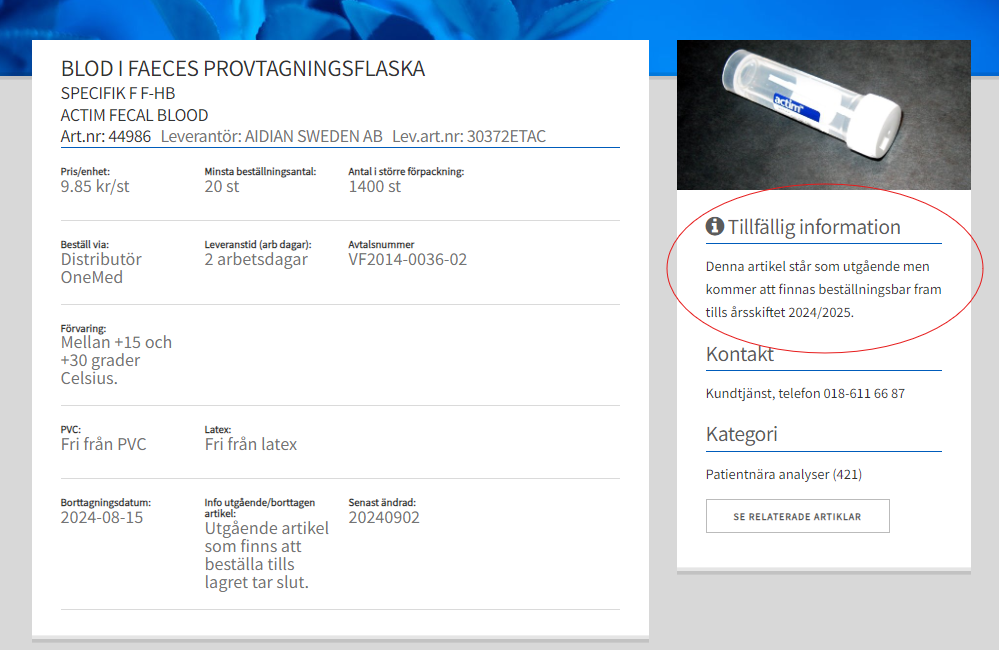 BLOD I FAECES PROVTAGNINGSFLASKA
SPECIFIK F F-HB
ACTIM FECAL BLOOD
Art.nr: 44986 Leverantör: AIDIAN SWEDEN AB Lev.art.nr: 30372ETAC
Pris/enhet: Minsta beställningsantal: Antal i större förpackning:
9.85 kr/st 20 st 1400 st
Beställ via: Leveranstid (arb dagar): Avtalsnummer
Distributör 2 arbetsdagar VF2014-0036-02
OneMed
Förvaring:
Mellan +15 och
+30 grader
Celsius.
PVC: Latex:
Fri från PVC Fri från latex
Borttagningsdatum: Info utgående/borttagen Senast ändrad:
2024-08-15 artikel: 20240902
Utgående artikel
som finns att
beställa tills
lagret tar slut.
actim
Tillfällig information
Denna artikel står som utgående men
kommer att finnas beställningsbar fram
tills årsskiftet 2024/2025.
Kontakt
Kundtjänst, telefon 018-611 66 87
Kategori
Patientnära analyser (421)
SE RELATERADE ARTIKLAR